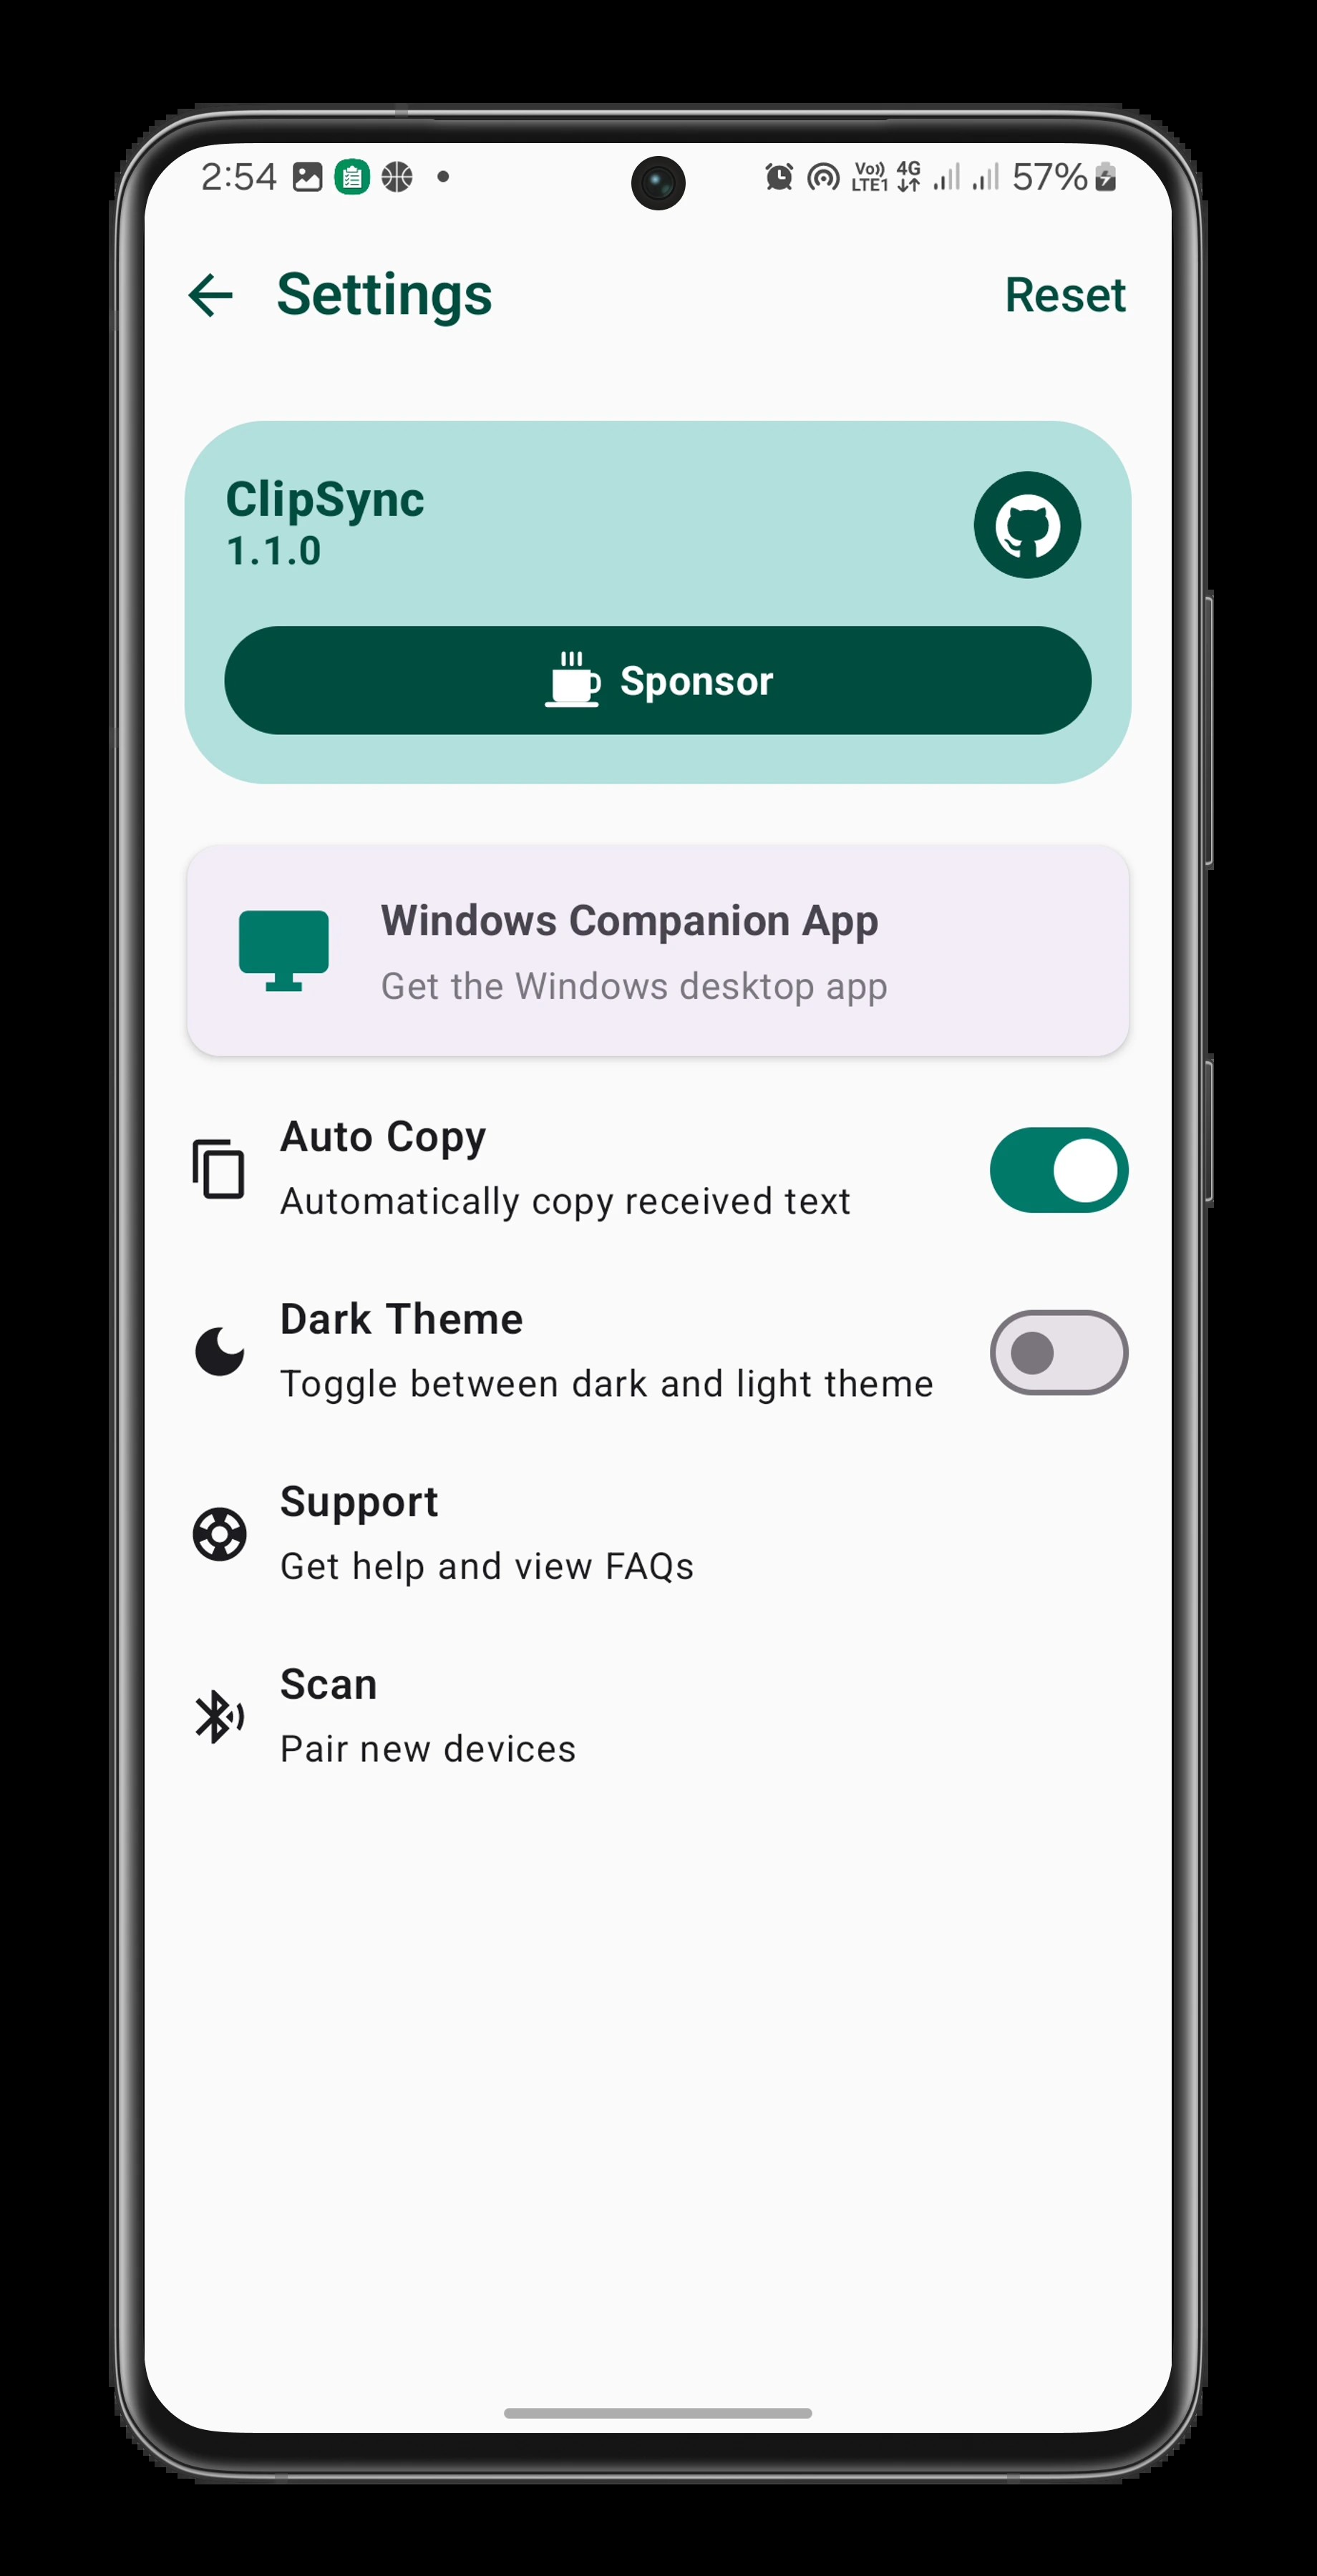 2:54
Vo)) LTE1 4G 57%
Settings
Reset
ClipSync
1.1.0
Sponsor
Windows Companion App
Get the Windows desktop app
Auto Copy
Automatically copy received text
Dark Theme
Toggle between dark and light theme
Support
Get help and view FAQs
Scan
Pair new devices